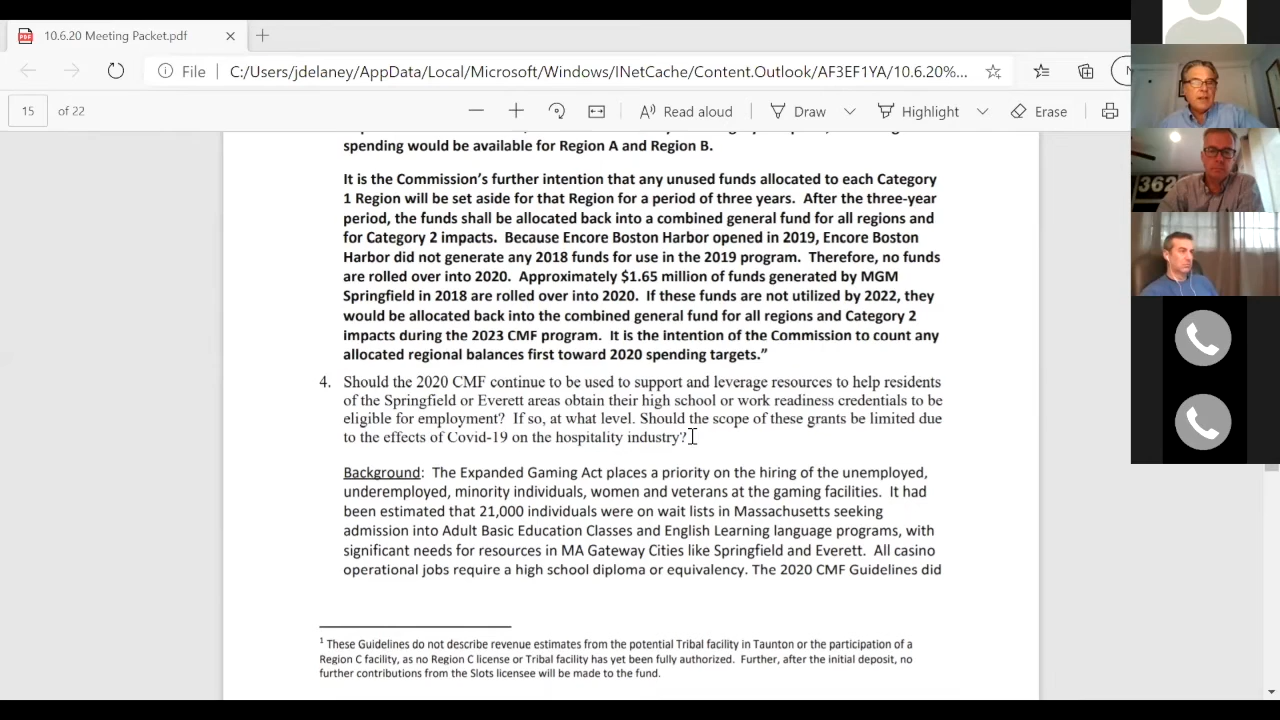 10.6.20 Meeting Packet.pdf
File
C:/Users/jdelaney/AppData/Local/Microsoft/Windows/INetCache/Content.Outlook/AF3EF1YA/10.6.20%...
15 of 22
Read aloud
Draw
Highlight
Erase
362
spending would be available for Region A and Region B.
It is the Commission's further intention that any unused funds allocated to each Category
1 Region will be set aside for that Region for a period of three years. After the three-year
period, the funds shall be allocated back into a combined general fund for all regions and
for Category 2 impacts. Because Encore Boston Harbor opened in 2019, Encore Boston
Harbor did not generate any 2018 funds for use in the 2019 program. Therefore, no funds
are rolled over into 2020. Approximately $1.65 million of funds generated by MGM
Springfield in 2018 are rolled over into 2020. If these funds are not utilized by 2022, they
would be allocated back into the combined general fund for all regions and Category 2
impacts during the 2023 CMF program. It is the intention of the Commission to count any
allocated regional balances first toward 2020 spending targets."
4. Should the 2020 CMF continue to be used to support and leverage resources to help residents
of the Springfield or Everett areas obtain their high school or work readiness credentials to be
eligible for employment? If so, at what level. Should the scope of these grants be limited due
to the effects of Covid-19 on the hospitality industry?
Background: The Expanded Gaming Act places a priority on the hiring of the unemployed,
underemployed, minority individuals, women and veterans at the gaming facilities. It had
been estimated that 21,000 individuals were on wait lists in Massachusetts seeking
admission into Adult Basic Education Classes and English Learning language programs, with
significant needs for resources in MA Gateway Cities like Springfield and Everett. All casino
operational jobs require a high school diploma or equivalency. The 2020 CMF Guidelines did
1 These Guidelines do not describe revenue estimates from the potential Tribal facility in Taunton or the participation of a
Region C facility, as no Region C license or Tribal facility has yet been fully authorized. Further, after the initial deposit, no
further contributions from the Slots licensee will be made to the fund.